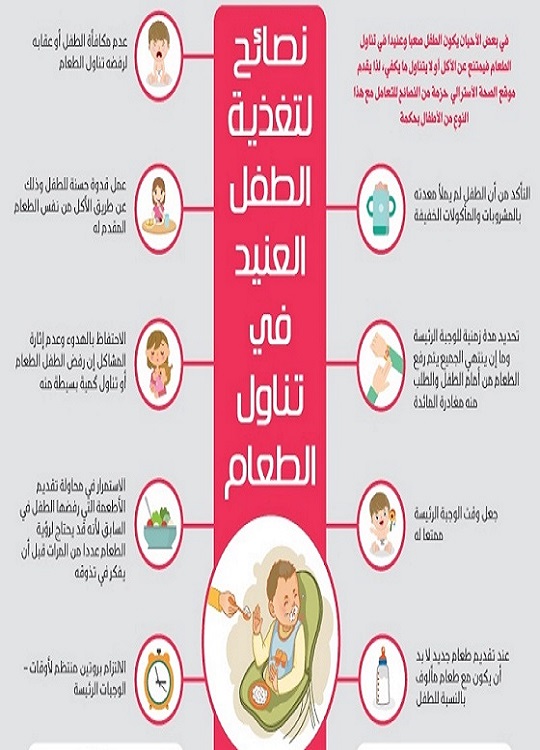 نصائح
لتغذية
الطفل
العنيد
في
تناول
الطعام
في بعض الأحيان يكون الطفل صعبا وعنيدا في تناول
الطعام فيمتنع عن الأكل أو لا يتناول ما يكفي، لذا يقدم
موقع الصحة الأسترالي حزمة من النصائح للتعامل مع هذا
النوع من الأطفال بحكمة
التأكد من أن الطفل لم يملأ معدته
بالمشروبات والمأكولات الخفيفة
تحديد مدة زمنية للوجبة الرئيسة
وما إن ينتهي الجميع يتم رفع
الطعام من أمام الطفل والطلب
منه مغادرة المائدة
جعل وقت الوجبة الرئيسة
ممتعا له
عند تقديم طعام جديد لا بد
أن يكون مع طعام مألوف
بالنسبة للطفل
عدم مكافأة الطفل أو عقابه
لرفضه تناول الطعام
عمل قدوة حسنة للطفل وذلك
عن طريق الأكل من نفس الطعام
المقدم له
الاحتفاظ بالهدوء وعدم إثارة
المشاكل إن رفض الطفل الطعام
أو تناول كمية بسيطة منه
الاستمرار في محاولة تقديم
الأطعمة التي رفضها الطفل في
السابق لأنه قد يحتاج لرؤية
الطعام عددا من المرات قبل أن
يفكر في تذوقه
الالتزام بروتين منتظم لأوقات -
الوجبات الرئيسة